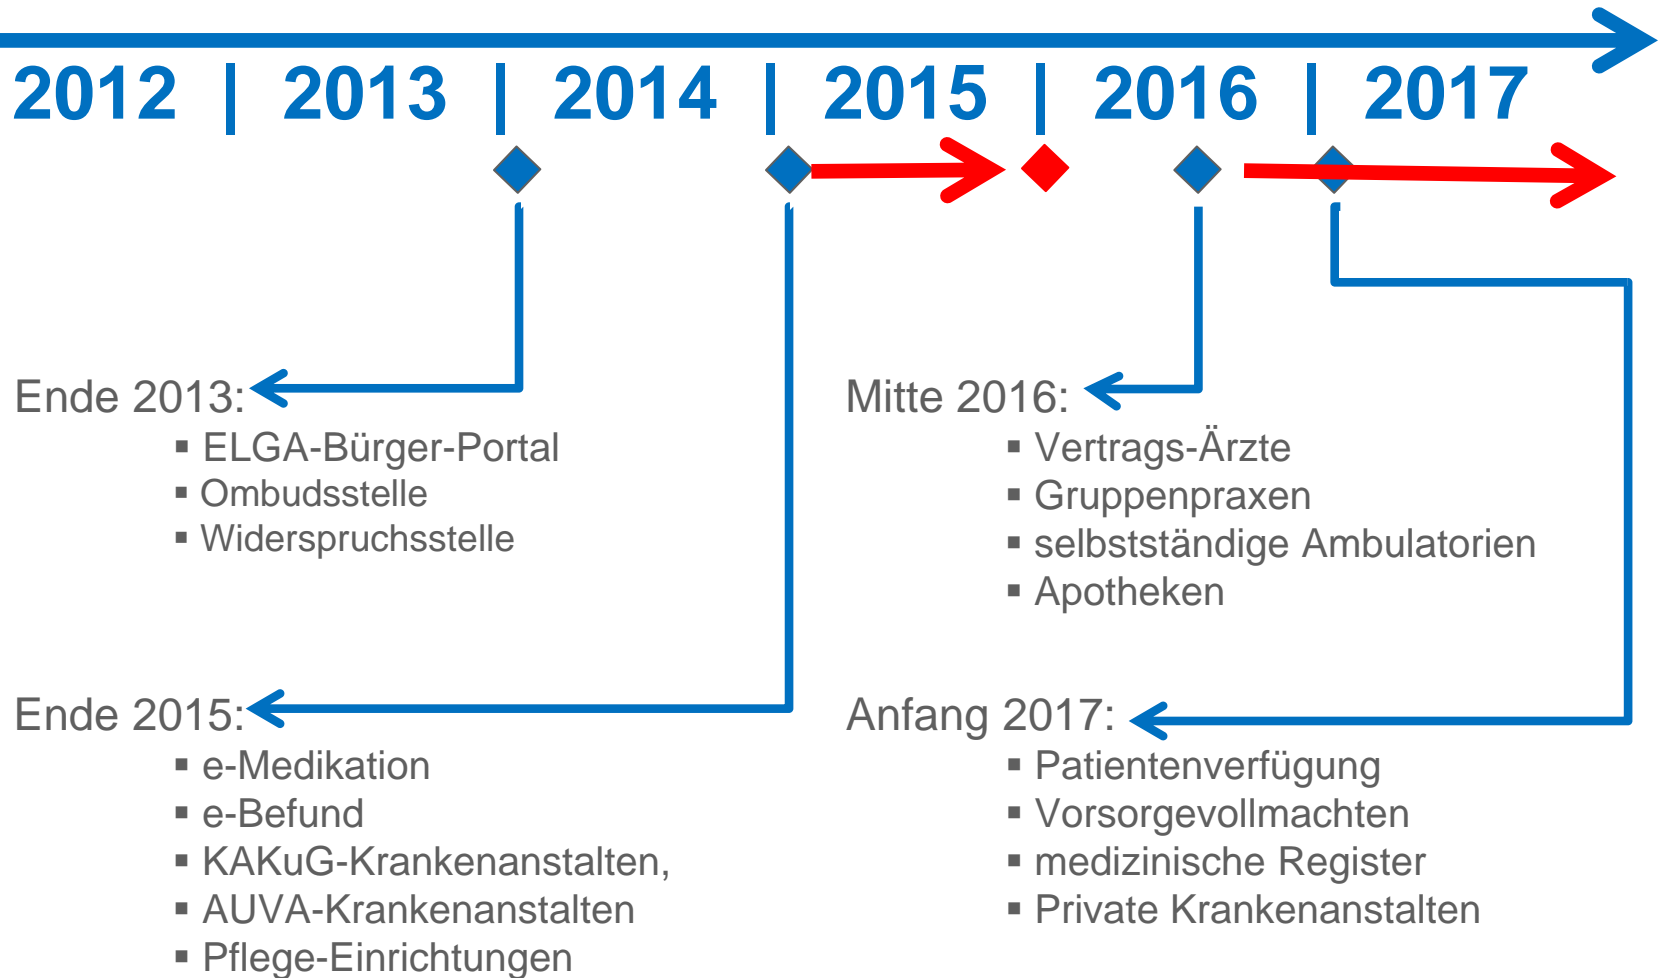 2012 | 2013 | 2014 | 2015 | 2016 | 2017
Ende 2013:
▪ ELGA-Bürger-Portal
▪ Ombudsstelle
▪ Widerspruchsstelle
Ende 2015:
▪ e-Medikation
▪ e-Befund
▪ KAKuG-Krankenanstalten,
▪ AUVA-Krankenanstalten
▪ Pflege-Einrichtungen
Mitte 2016:
▪ Vertrags-Ärzte
▪ Gruppenpraxen
▪ selbstständige Ambulatorien
▪ Apotheken
Anfang 2017:
▪ Patientenverfügung
▪ Vorsorgevollmachten
▪ medizinische Register
▪ Private Krankenanstalten